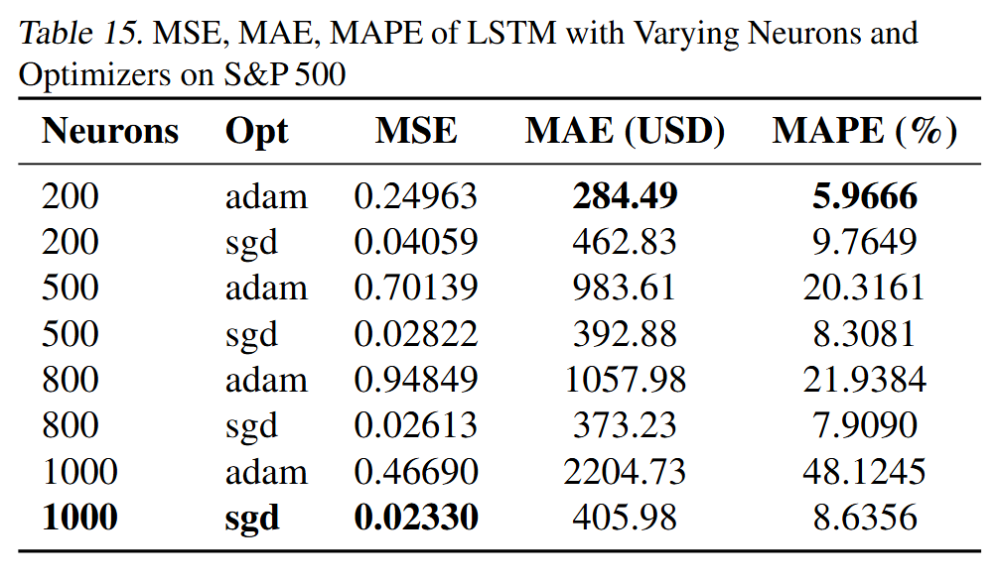 Table 15. MSE, MAE, MAPE of LSTM with Varying Neurons and
Optimizers on S&P 500
Neurons Opt MSE MAE (USD) MAPE (%)
200 adam 0.24963 284.49 5.9666
200 sgd 0.04059 462.83 9.7649
500 adam 0.70139 983.61 20.3161
500 sgd 0.02822 392.88 8.3081
800 adam 0.94849 1057.98 21.9384
800 sgd 0.02613 373.23 7.9090
1000 adam 0.46690 2204.73 48.1245
1000 sgd 0.02330 405.98 8.6356